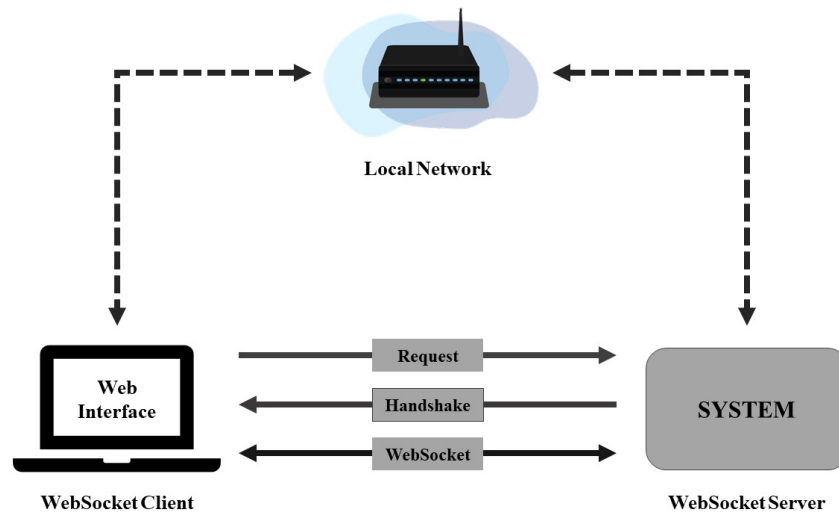 Local Network
Web
Interface
Request
Handshake
WebSocket
SYSTEM
WebSocket Client
WebSocket Server